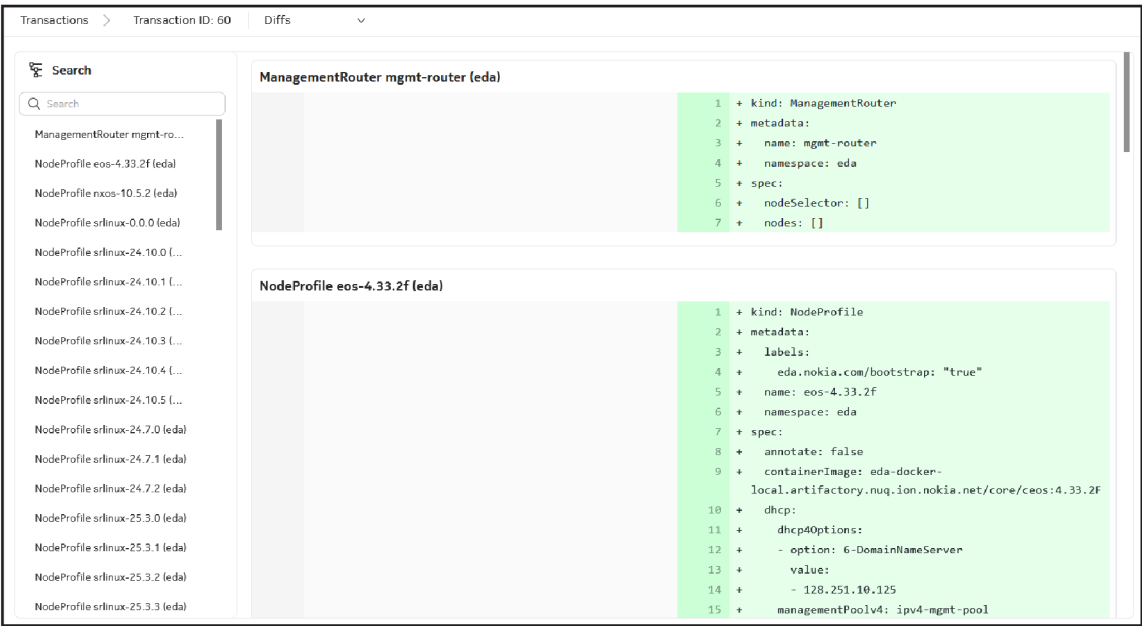 Transactions > Transaction ID: 60 Diffs
Search
Search
ManagementRouter mgmt-ro...
NodeProfile eos-4.33.2f (eda)
NodeProfile nxos-10.5.2 (eda)
NodeProfile srlinux-0.0.0 (eda)
NodeProfile srlinux-24.10.0 (...
NodeProfile srlinux-24.10.1 (...
NodeProfile srlinux-24.10.2 (...
NodeProfile srlinux-24.10.3 (...
NodeProfile srlinux-24.10.4 (...
NodeProfile srlinux-24.10.5 (...
NodeProfile srlinux-24.7.0 (eda)
NodeProfile srlinux-24.7.1 (eda)
NodeProfile srlinux-24.7.2 (eda)
NodeProfile srlinux-25.3.0 (eda)
NodeProfile srlinux-25.3.1 (eda)
NodeProfile srlinux-25.3.2 (eda)
NodeProfile srlinux-25.3.3 (eda)
ManagementRouter mgmt-router (eda)
1 + kind: ManagementRouter
2 + metadata:
3 +   name: mgmt-router
4 +   namespace: eda
5 + spec:
6 +   nodeSelector: []
7 +   nodes: []
NodeProfile eos-4.33.2f (eda)
1 + kind: NodeProfile
2 + metadata:
3 +   labels:
4 +     eda.nokia.com/bootstrap: "true"
5 +   name: eos-4.33.2f
6 +   namespace: eda
7 + spec:
8 +   annotate: false
9 +   containerImage: eda-docker-
local.artifactory.nuq.ion.nokia.net/core/ceos:4.33.2F
10 +   dhcp:
11 +     dhcp4Options:
12 +     - option: 6-DomainNameServer
13 +       value:
14 +       - 128.251.10.125
15 +     managementPoolv4: ipv4-mgmt-pool